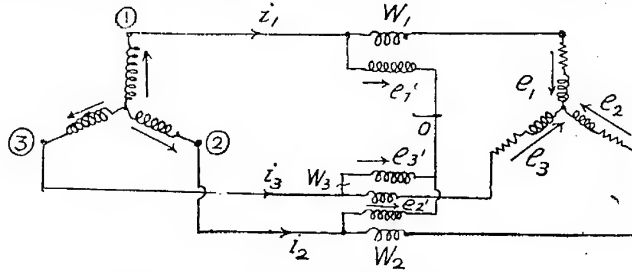 ① i₁ W₁
e₁' e₁ e₂
③ ② O
e₃' e₃
i₃ W₃
e₂'
i₂ W₂